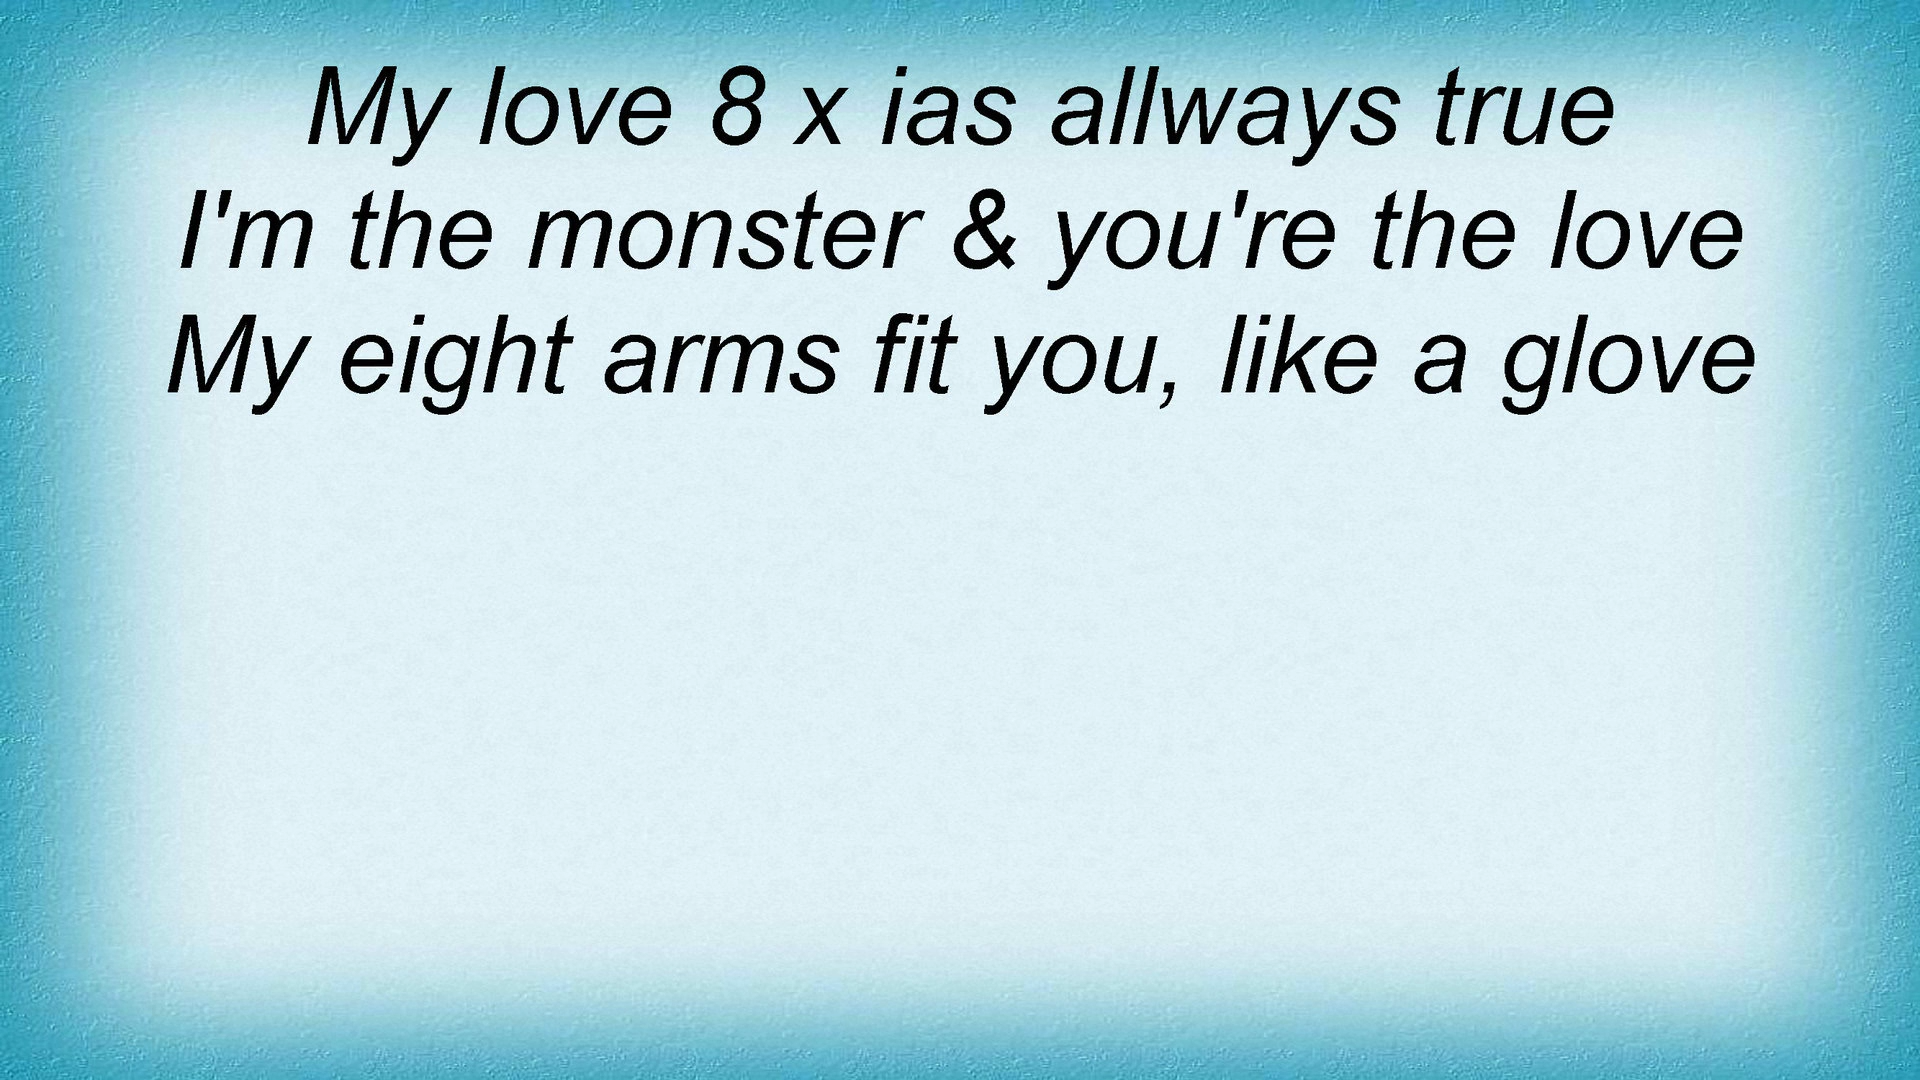 My love 8 x ias allways true
I'm the monster & you're the love
My eight arms fit you, like a glove